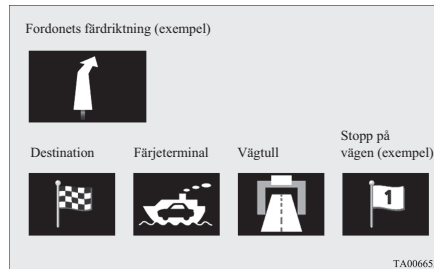 Fordonets färdriktning (exempel)
Destination
Färjeterminal
Vägtull
Stopp på
vägen (exempel)
1
TA00665